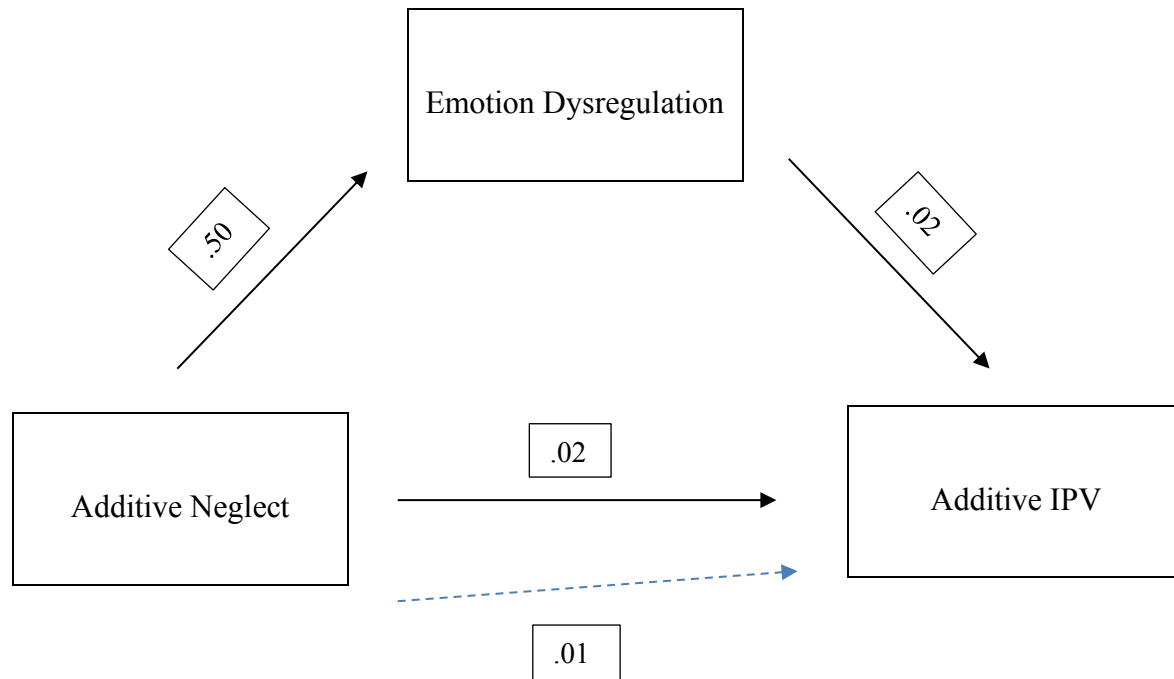 Emotion Dysregulation
.50
.02
.02
Additive Neglect
Additive IPV
.01